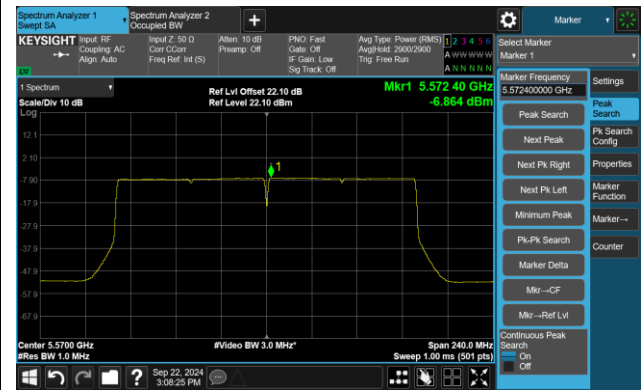 Spectrum Analyzer 1
Swept SA
Spectrum Analyzer 2
Occupied BW
+
Marker
KEYSIGHT
Input: RF
Coupling: AC
Align: Auto
Input Z: 50 Ω
Corr CCorr
Freq Ref: Int (S)
Atten: 10 dB
Preamp: Off
PNO: Fast
Gate: Off
IF Gain: Low
Sig Track: Off
Avg Type: Power (RMS)
Avg|Hold: 2900/2900
Trig: Free Run
1 2 3 4 5 6
A W W W W W
A N N N N N
Select Marker
Marker 1
1 Spectrum
Scale/Div 10 dB
Log
Ref Lvl Offset 22.10 dB
Ref Level 22.10 dBm
Mkr1 5.572 40 GHz
-6.864 dBm
12.1
2.10
-7.90
-17.9
-27.9
-37.9
-47.9
-57.9
-67.9
1
Center 5.5700 GHz
#Res BW 1.0 MHz
#Video BW 3.0 MHz*
Span 240.0 MHz
Sweep 1.00 ms (501 pts)
Marker Frequency
5.572400000 GHz
Peak Search
Next Peak
Next Pk Right
Next Pk Left
Minimum Peak
Pk-Pk Search
Marker Delta
Mkr→CF
Mkr→Ref Lvl
Continuous Peak
Search
On
Off
Settings
Peak
Search
Pk Search
Config
Properties
Marker
Function
Marker→
Counter
?
Sep 22, 2024
3:08:25 PM